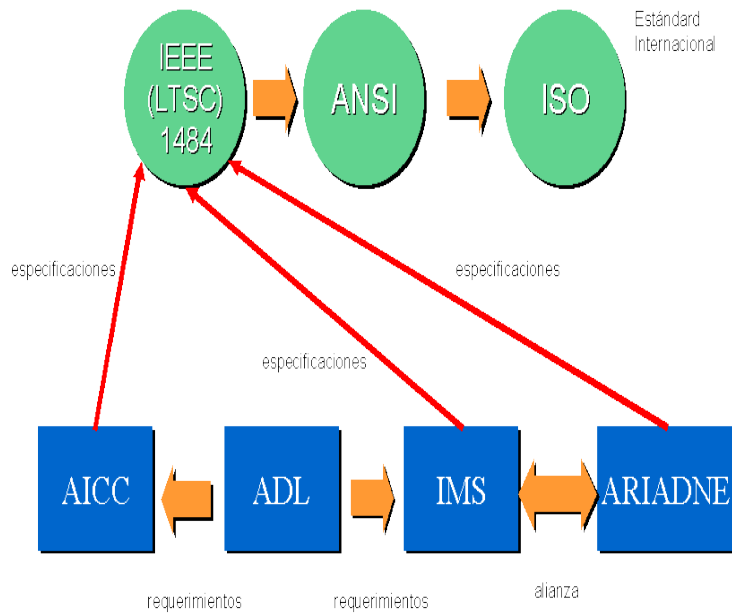 Estándard
Internacional
IEEE
(LTSC)
1484
ANSI
ISO
especificaciones
especificaciones
especificaciones
AICC
ADL
IMS
ARIADNE
requerimientos
requerimientos
alianza